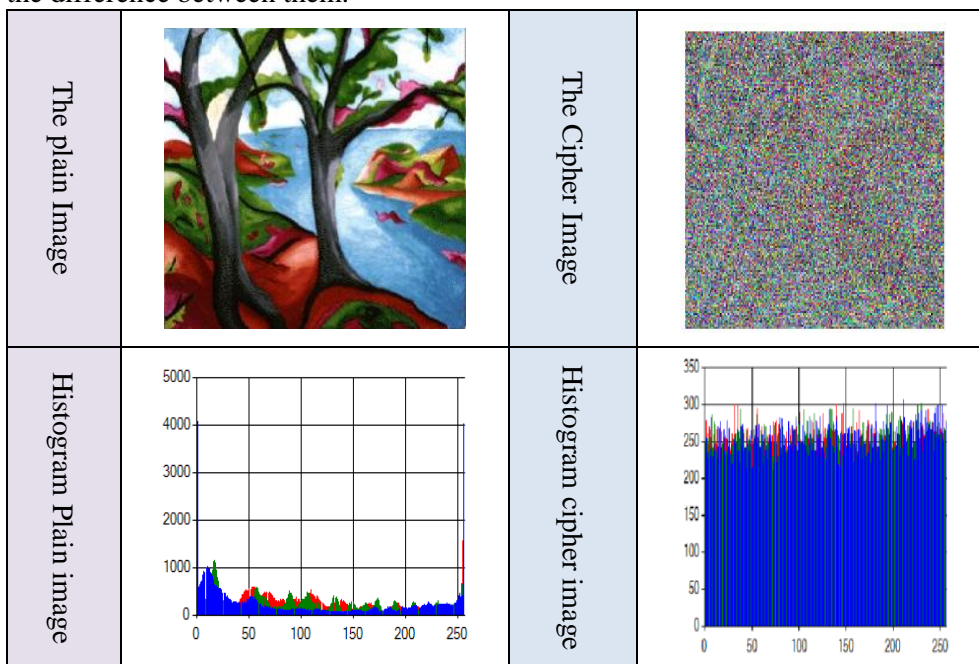 the difference between them.
The plain Image
The Cipher Image
Histogram Plain image
5000
4000
3000
2000
1000
0
0 50 100 150 200 250
Histogram cipher image
350
300
250
200
150
100
50
0
0 50 100 150 200 250